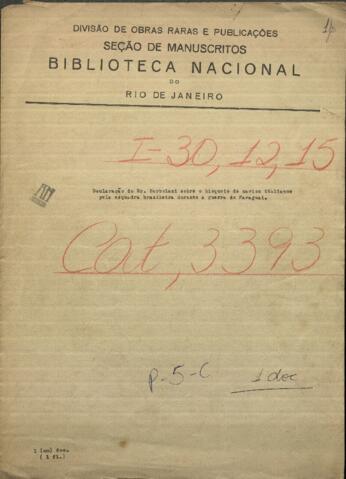 DIVISÃO DE OBRAS RARAS E PUBLICAÇÕES
SEÇÃO DE MANUSCRITOS
BIBLIOTECA NACIONAL
DO
RIO DE JANEIRO
I-30,12,15
Declaração do Sr. sobre o bloqueio de navios italianos
pela esquadra brasileira durante a guerra do Paraguai.
Cat, 3393
P-5-C
1 doc
1 (um) doc.
( 1 fl.)